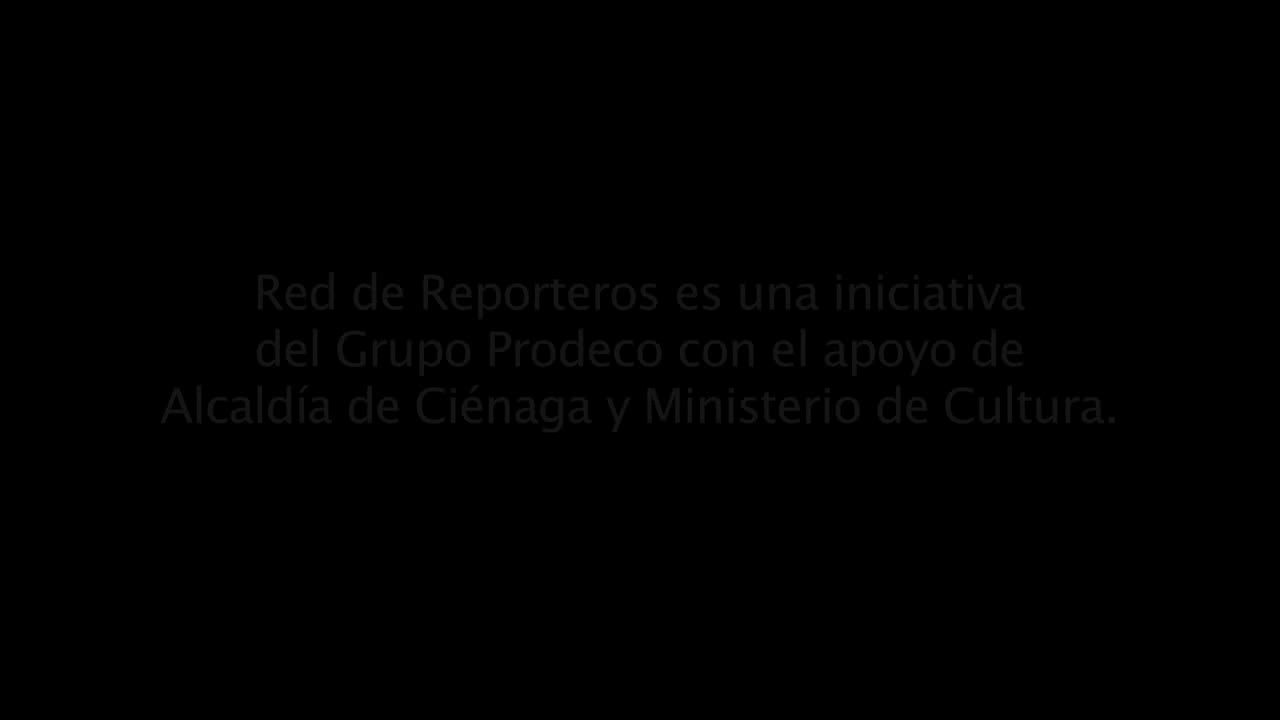 Red de Reporteros es una iniciativa
del Grupo Prodeco con el apoyo de
Alcaldía de Ciénaga y Ministerio de Cultura.